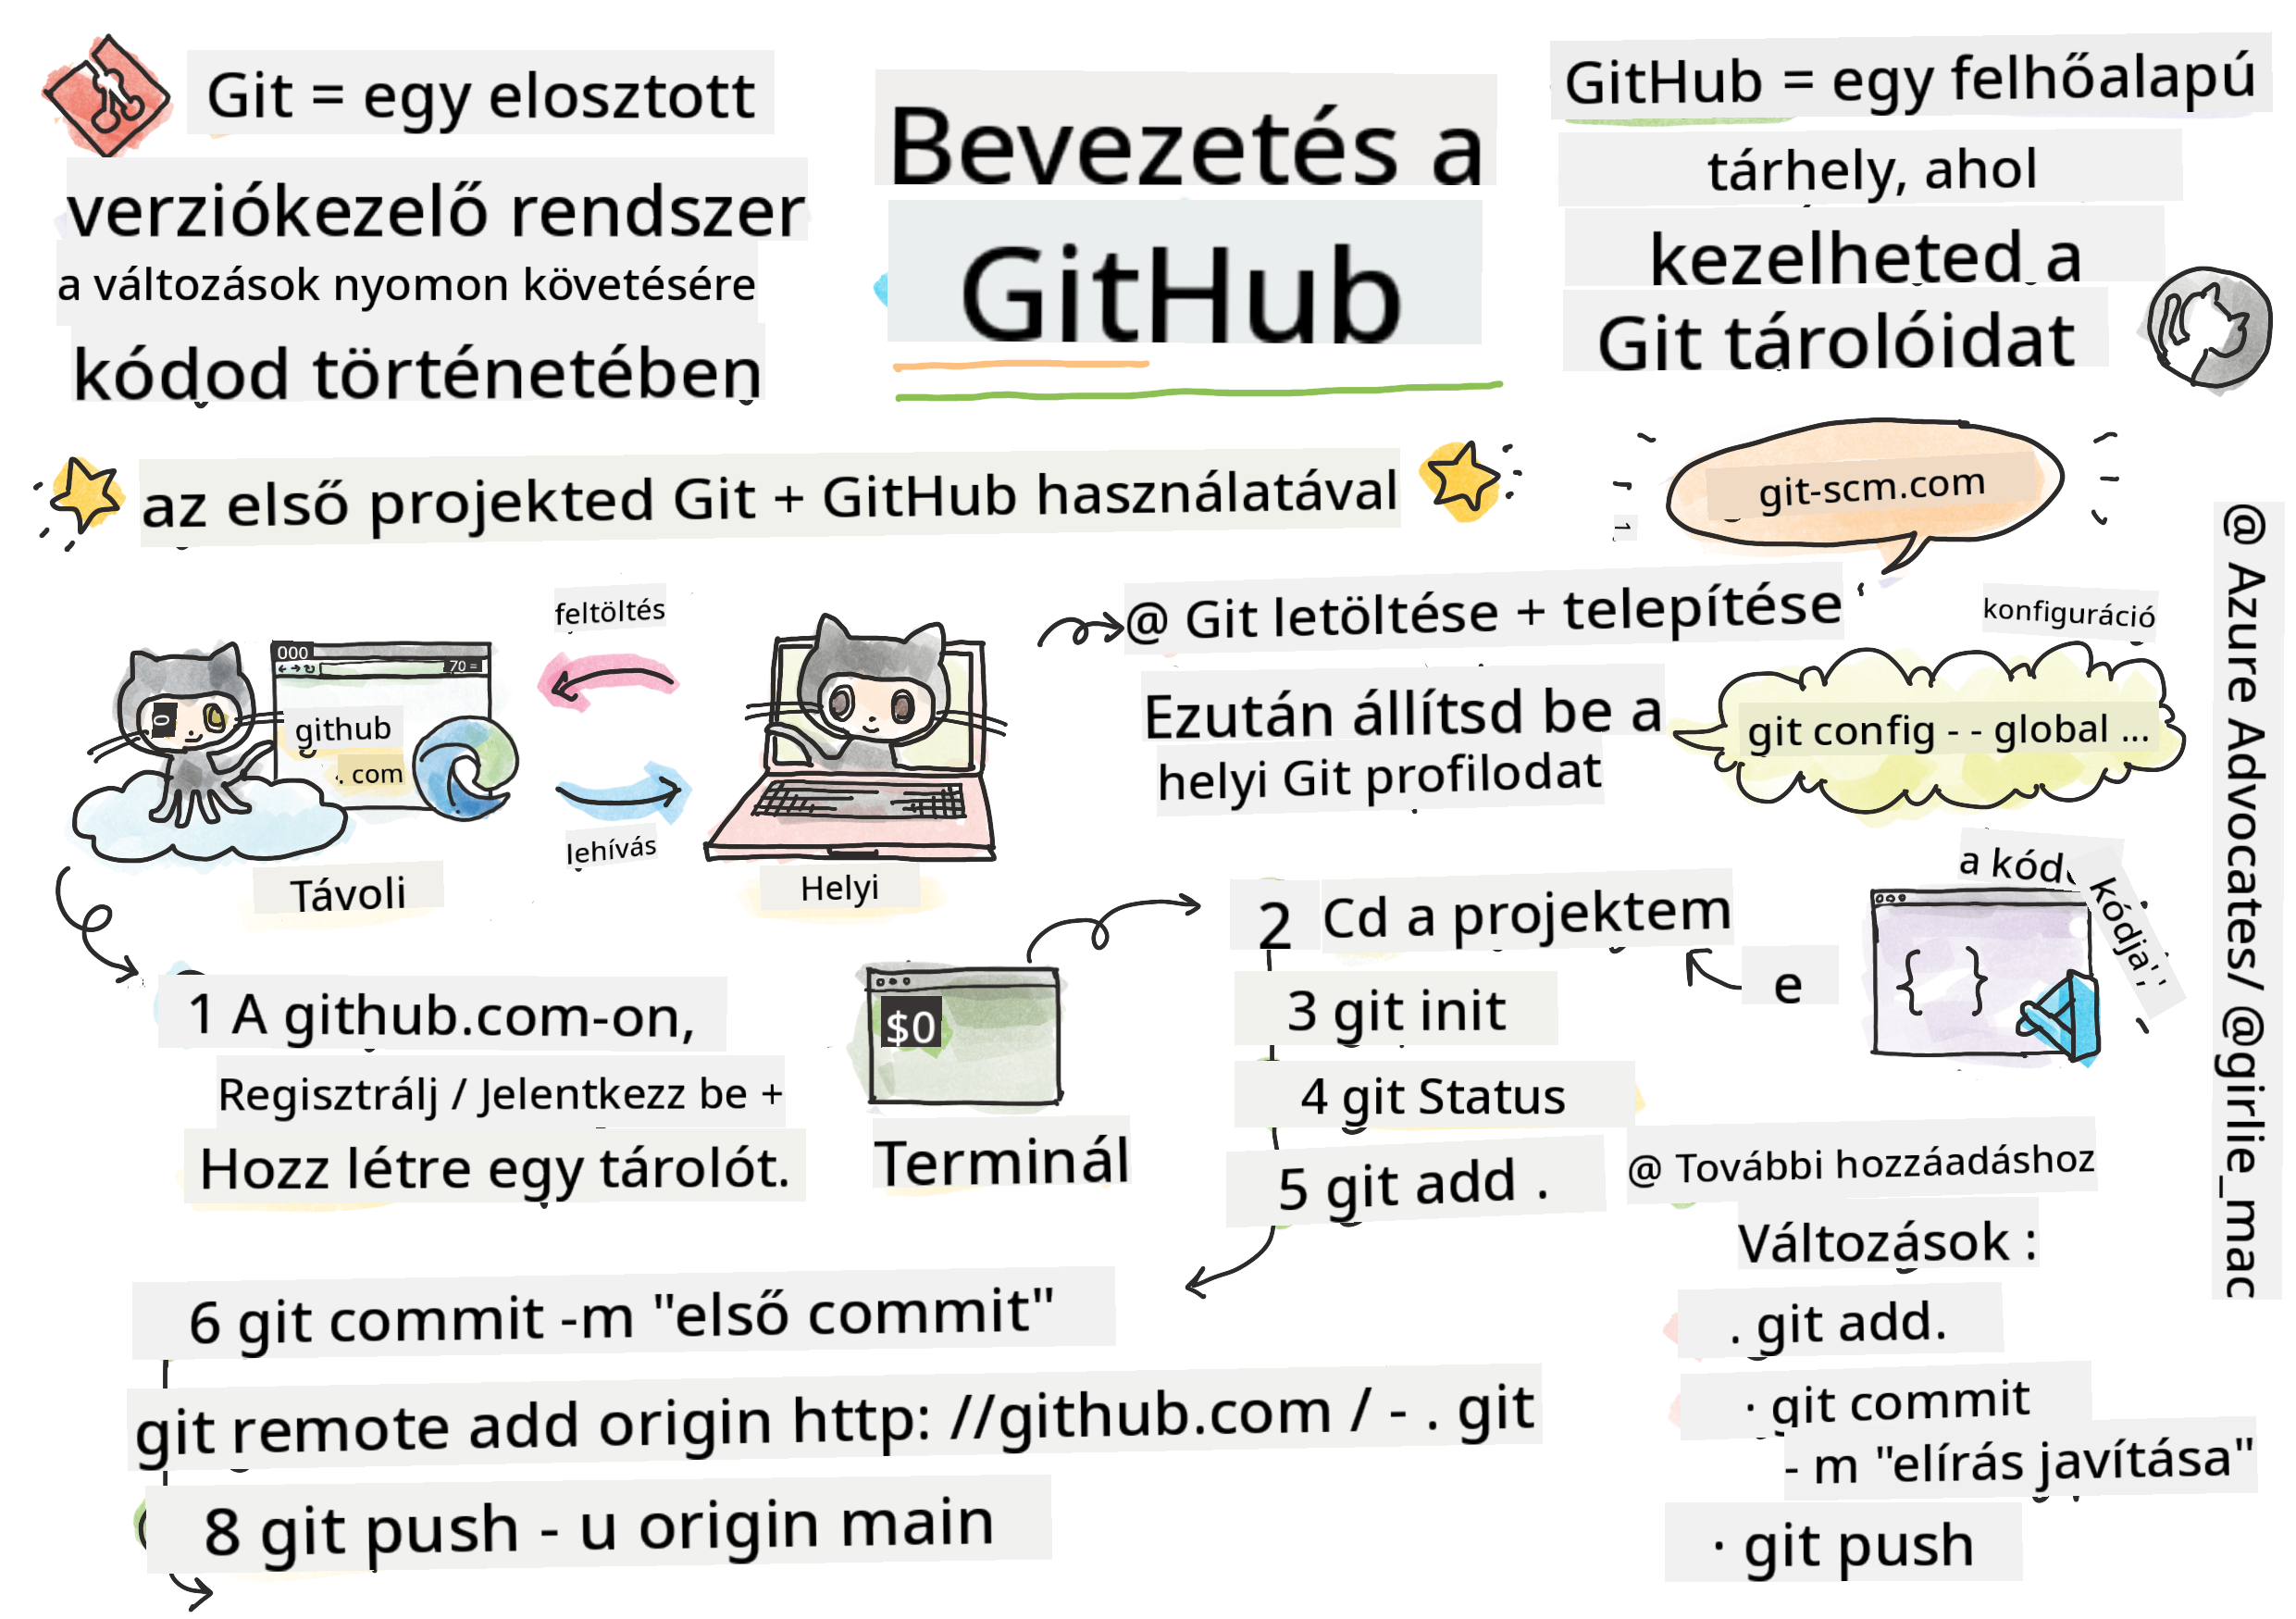 Git = egy elosztott
verziókezelő rendszer
a változások nyomon követésére
kódod történetében
Bevezetés a
GitHub
GitHub = egy felhőalapú
tárhely, ahol
kezelheted a
Git tárolóidat
az első projekted Git + GitHub használatával
git-scm.com
feltöltés
000
70 =
github
. com
lehívás
Távoli
Helyi
@ Git letöltése + telepítése
Ezután állítsd be a
helyi Git profilodat
konfiguráció
git config - - global ...
@ Azure Advocates/ @girlie_mac
1 A github.com-on,
Regisztrálj / Jelentkezz be +
Hozz létre egy tárolót.
$0
Terminál
2 Cd a projektem
3 git init
4 git Status
5 git add .
e
a kód
kódja
6 git commit -m "első commit"
git remote add origin http: //github.com / - . git
8 git push - u origin main
@ További hozzáadáshoz
Változások :
. git add.
· git commit
- m "elírás javítása"
· git push